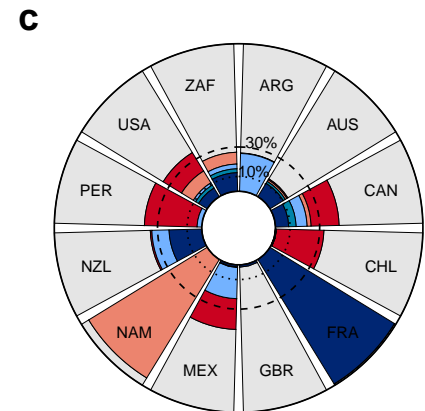 c
ZAF ARG
USA AUS
30%
10%
PER CAN
NZL CHL
NAM FRA
MEX GBR